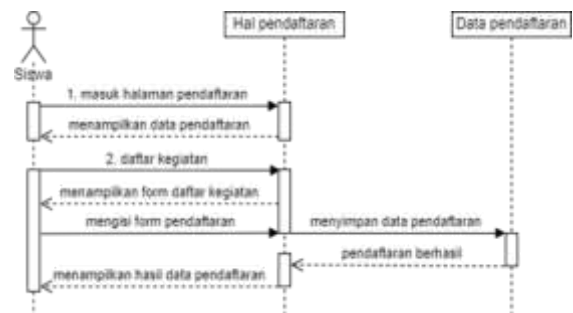 Hal pendaftaran
Data pendaftaran
Siswa
1. masuk halaman pendaftaran
menampilkan data pendaftaran
2. daftar kegiatan
menampilkan form daftar kegiatan
mengisi form pendaftaran
menyimpan data pendaftaran
pendaftaran berhasil
menampilkan hasil data pendaftaran